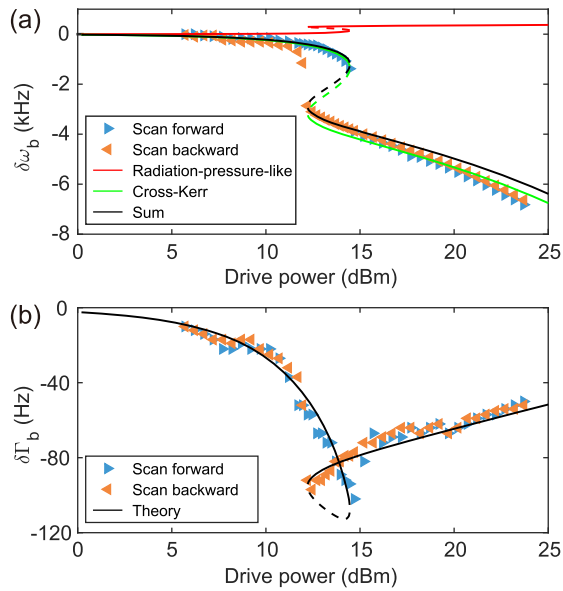 (a)
0
-2
-4
-6
-8
δω_b (kHz)
Scan forward
Scan backward
Radiation-pressure-like
Cross-Kerr
Sum
0 5 10 15 20 25
Drive power (dBm)
(b)
0
-40
-80
-120
δΓ_b (Hz)
Scan forward
Scan backward
Theory
0 5 10 15 20 25
Drive power (dBm)